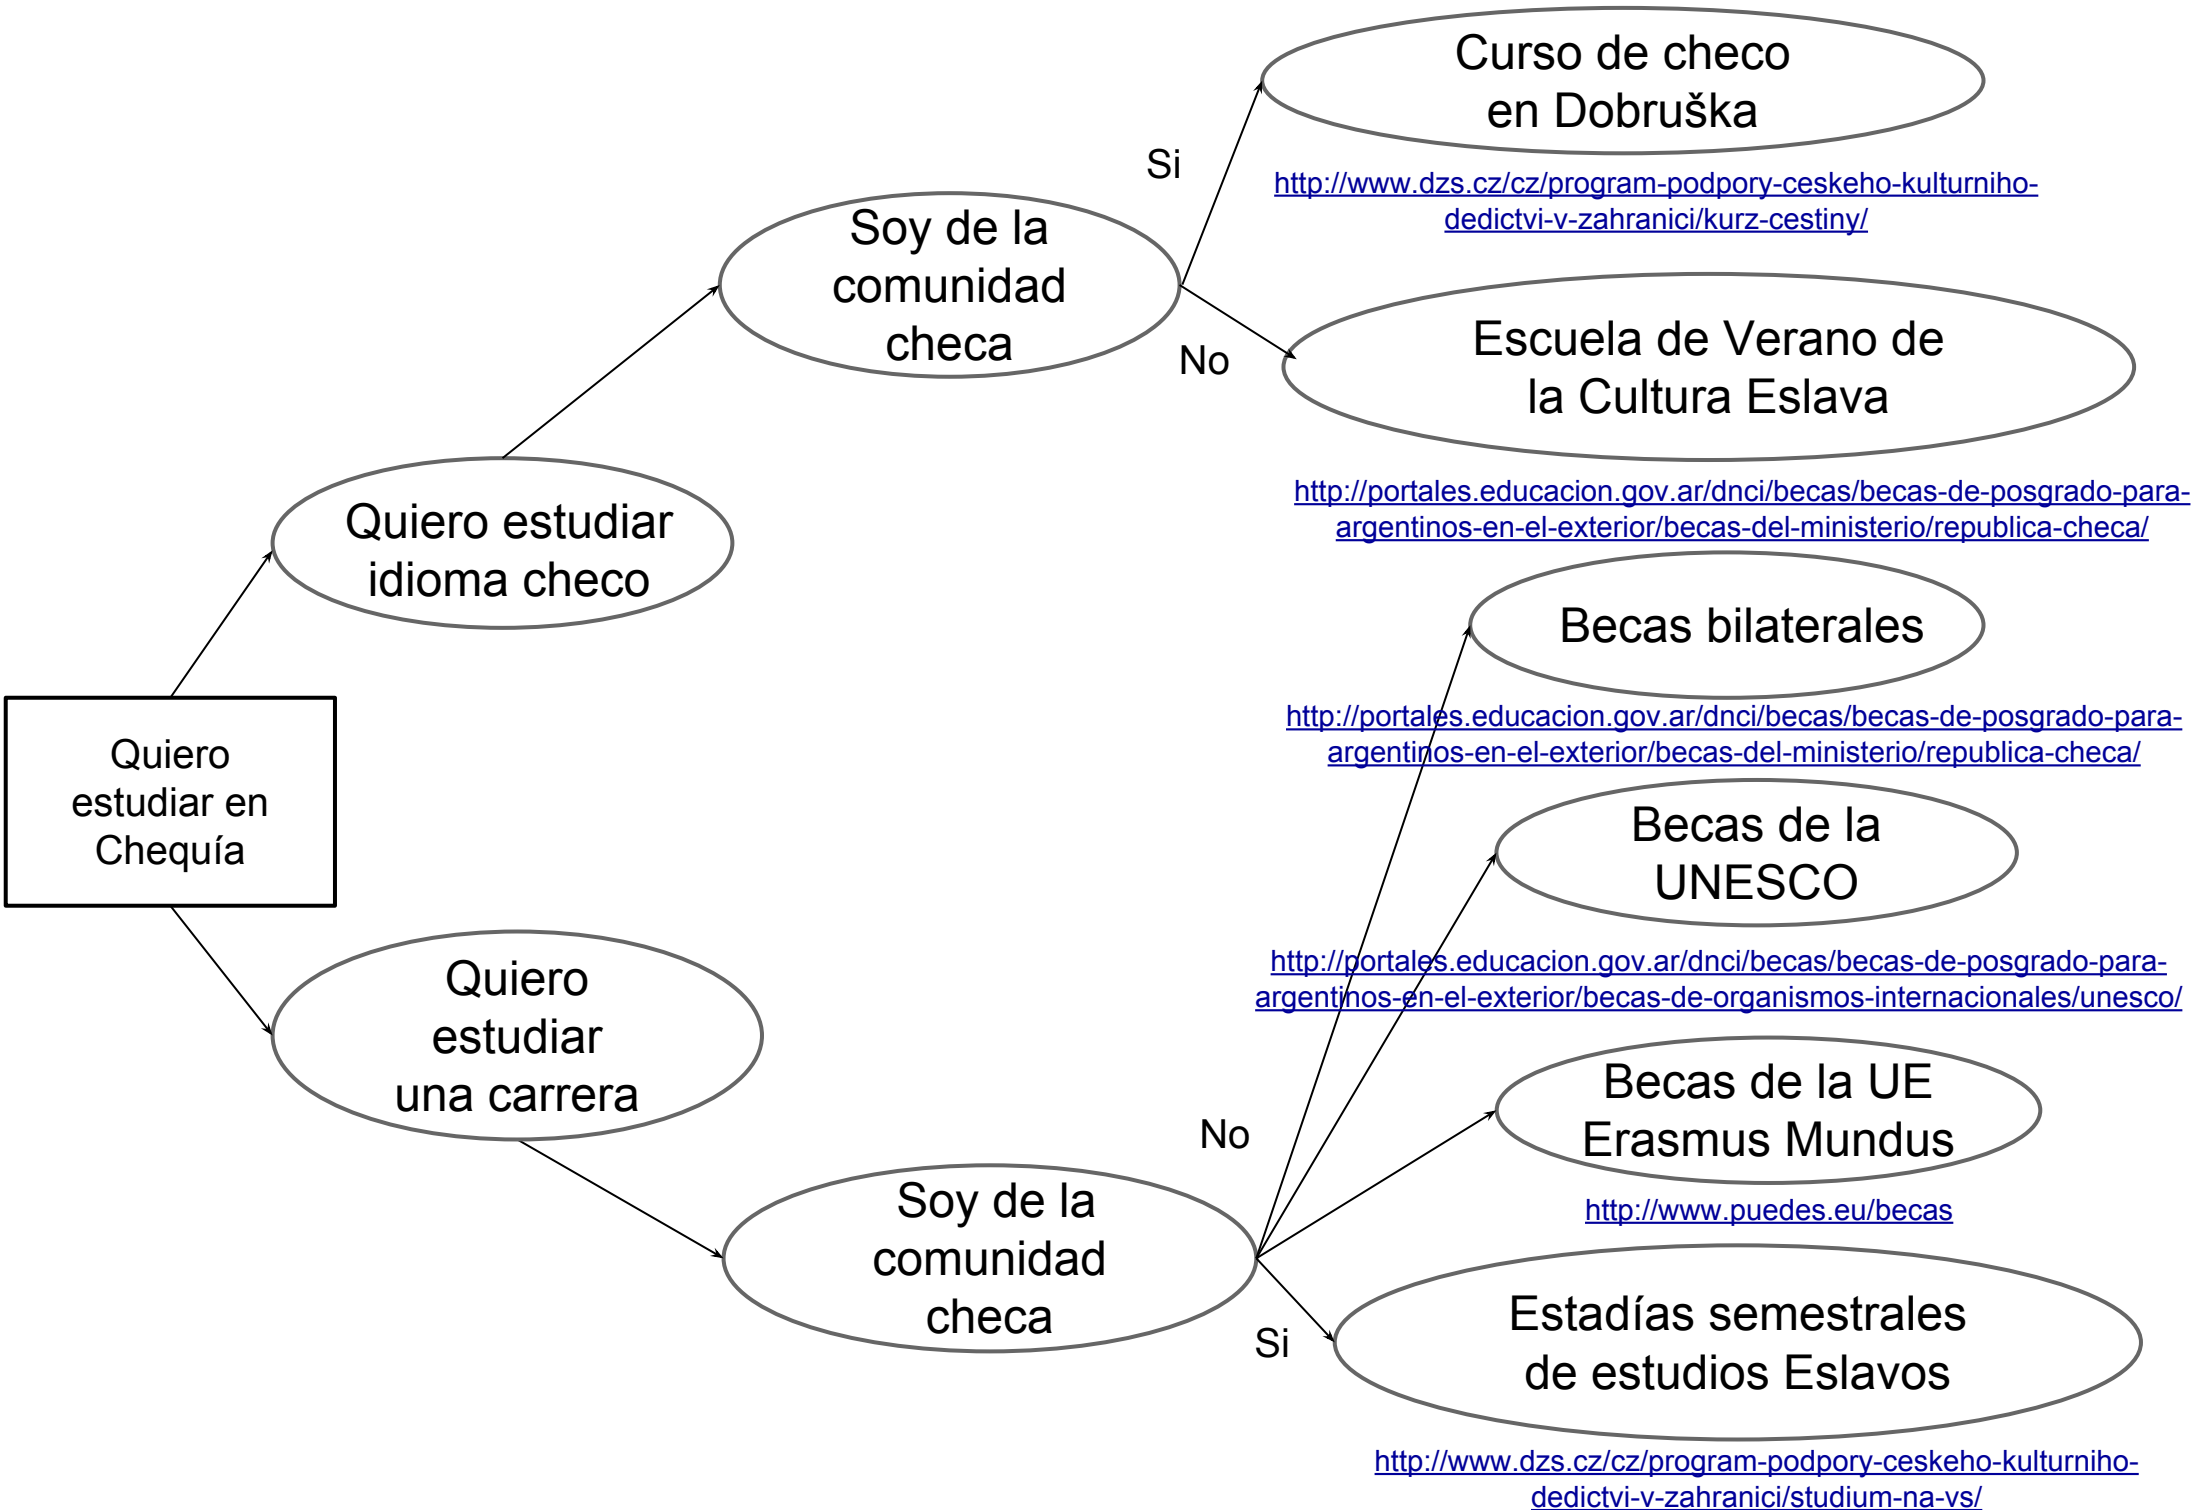 Curso de checo
en Dobruška
Si
http://www.dzs.cz/cz/program-podpory-ceskeho-kulturniho-
dedictvi-v-zahranici/kurz-cestiny/
Soy de la
comunidad
checa
No
Escuela de Verano de
la Cultura Eslava
http://portales.educacion.gov.ar/dnci/becas/becas-de-posgrado-para-
argentinos-en-el-exterior/becas-del-ministerio/republica-checa/
Quiero estudiar
idioma checo
Becas bilaterales
http://portales.educacion.gov.ar/dnci/becas/becas-de-posgrado-para-
argentinos-en-el-exterior/becas-del-ministerio/republica-checa/
Quiero
estudiar en
Chequía
Becas de la
UNESCO
http://portales.educacion.gov.ar/dnci/becas/becas-de-posgrado-para-
argentinos-en-el-exterior/becas-de-organismos-internacionales/unesco/
Quiero
estudiar
una carrera
No
Becas de la UE
Erasmus Mundus
http://www.puedes.eu/becas
Soy de la
comunidad
checa
Si
Estadías semestrales
de estudios Eslavos
http://www.dzs.cz/cz/program-podpory-ceskeho-kulturniho-
dedictvi-v-zahranici/studium-na-vs/